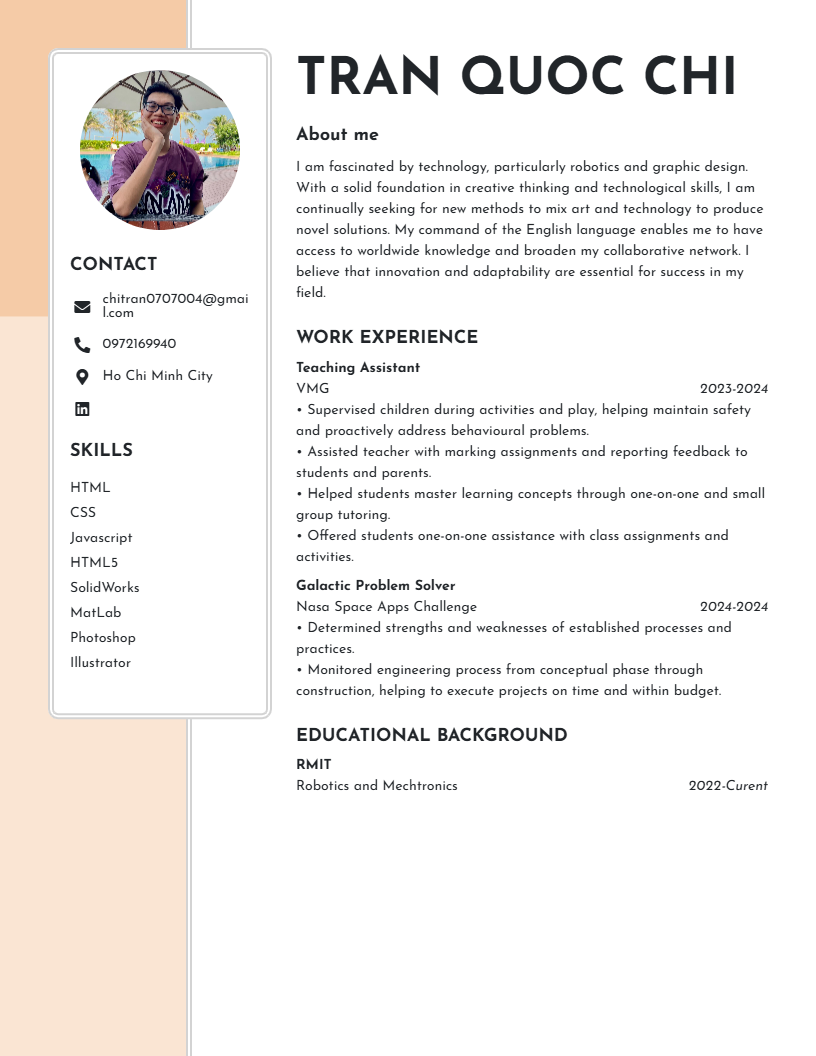 TRAN QUOC CHI
About me
I am fascinated by technology, particularly robotics and graphic design.
With a solid foundation in creative thinking and technological skills, I am
continually seeking for new methods to mix art and technology to produce
novel solutions. My command of the English language enables me to have
access to worldwide knowledge and broaden my collaborative network. I
believe that innovation and adaptability are essential for success in my
field.
CONTACT
chitran0707004@gmai
l.com
0972169940
Ho Chi Minh City
SKILLS
HTML
CSS
Javascript
HTML5
SolidWorks
MatLab
Photoshop
Illustrator
WORK EXPERIENCE
Teaching Assistant
VMG 2023-2024
• Supervised children during activities and play, helping maintain safety
and proactively address behavioural problems.
• Assisted teacher with marking assignments and reporting feedback to
students and parents.
• Helped students master learning concepts through one-on-one and small
group tutoring.
• Offered students one-on-one assistance with class assignments and
activities.
Galactic Problem Solver
Nasa Space Apps Challenge 2024-2024
• Determined strengths and weaknesses of established processes and
practices.
• Monitored engineering process from conceptual phase through
construction, helping to execute projects on time and within budget.
EDUCATIONAL BACKGROUND
RMIT
Robotics and Mechtronics 2022-Curent